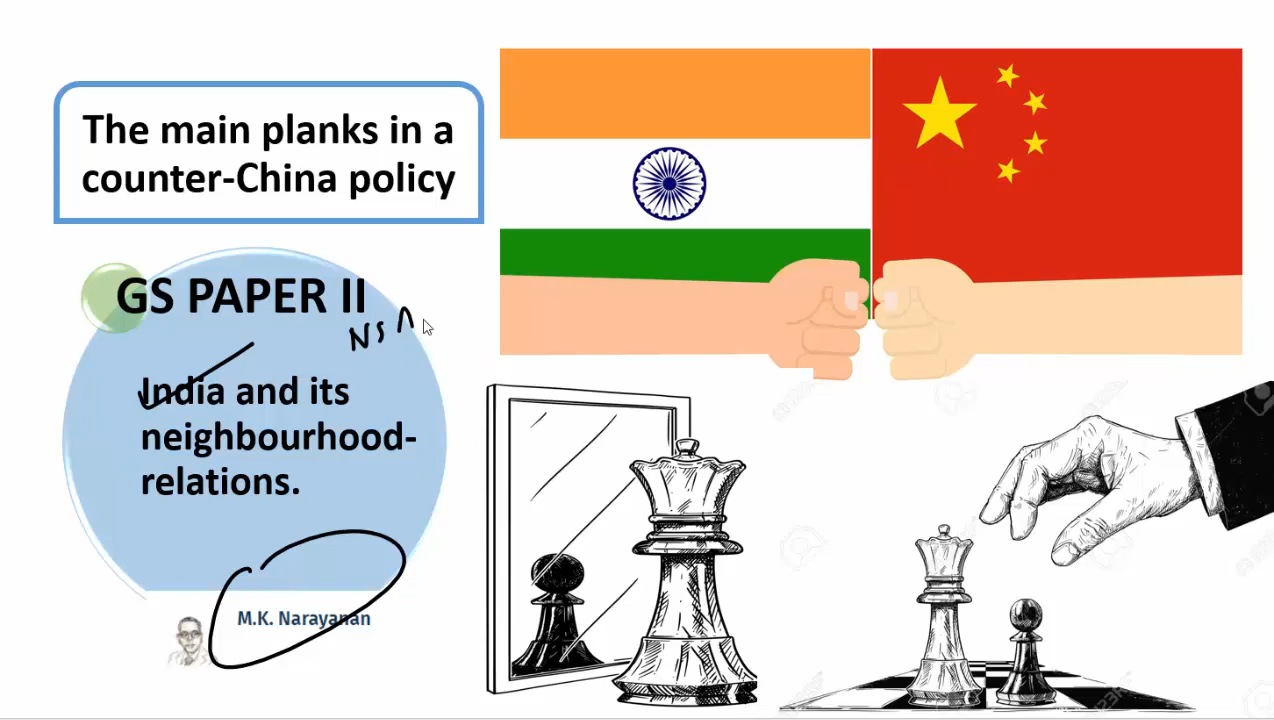 The main planks in a
counter-China policy
GS PAPER II
NSA
India and its
neighbourhood-
relations.
M.K. Narayanan